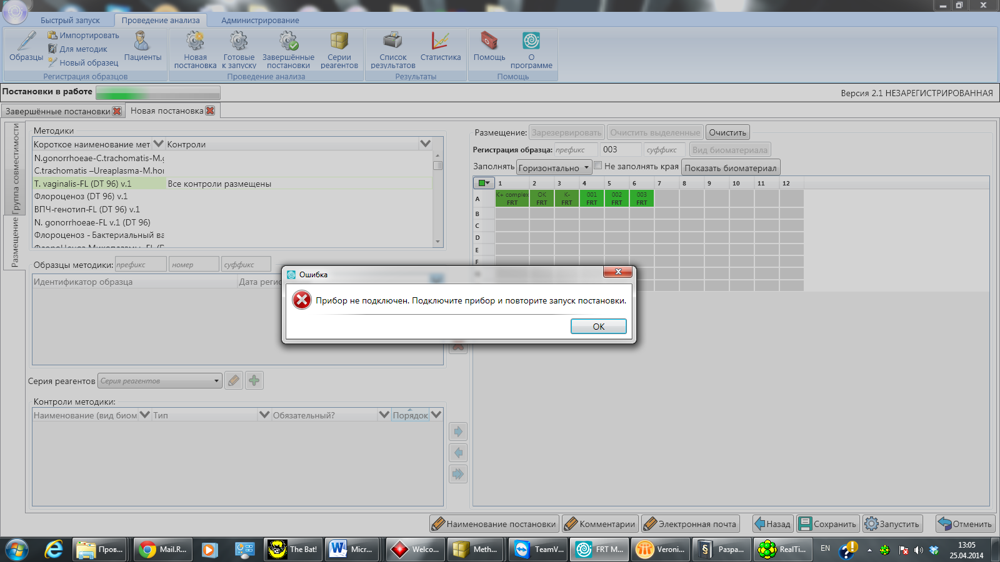 Быстрый запуск
Проведение анализа
Администрирование
Образцы
Импортировать
Для методик
Новый образец
Пациенты
Регистрация образцов
Новая
постановка
Готовые
к запуску
Завершённые
постановки
Серии
реагентов
Проведение анализа
Список
результатов
Статистика
Результаты
Помощь
О
программе
Помощь
Постановки в работе
Версия 2.1 НЕЗАРЕГИСТРИРОВАННАЯ
Завершённые постановки
Новая постановка
Группа совместимости
Размещение
Методики
Короткое наименование мет
Контроли
N.gonorrhoeae-C.trachomatis-M.g
C.trachomatis –Ureaplasma-M.hor
T. vaginalis-FL (DT 96) v.1
Все контроли размещены
Флороценоз (DT 96) v.1
ВПЧ-генотип-FL (DT 96) v.1
N. gonorrhoeae-FL v.1 (DT 96)
Флороценоз - Бактериальный ва
Образцы методики:
префикс
номер
суффикс
Идентификатор образца
Дата регис
Серия реагентов
Серия реагентов
Контроли методики:
Наименование (вид биом
Тип
Обязательный?
Порядок
Размещение:
Зарезервировать
Очистить выделенные
Очистить
Регистрация образца:
префикс
003
суффикс
Вид биоматериала
Заполнять
Горизонтально
Не заполнять края
Показать биоматериал
1 2 3 4 5 6 7 8 9 10 11 12
A
K+ complex
FRT
OK
FRT
K-
FRT
001
FRT
002
FRT
003
FRT
B
C
D
E
F
Ошибка
Прибор не подключен. Подключите прибор и повторите запуск постановки.
OK
Наименование постановки
Комментарии
Электронная почта
Назад
Сохранить
Запустить
Отменить
Пров...
Mail.R...
The Bat!
Micr...
Welco...
Meth...
TeamV...
FRT M...
Veroni...
Разра...
RealTi...
EN
13:05
25.04.2014